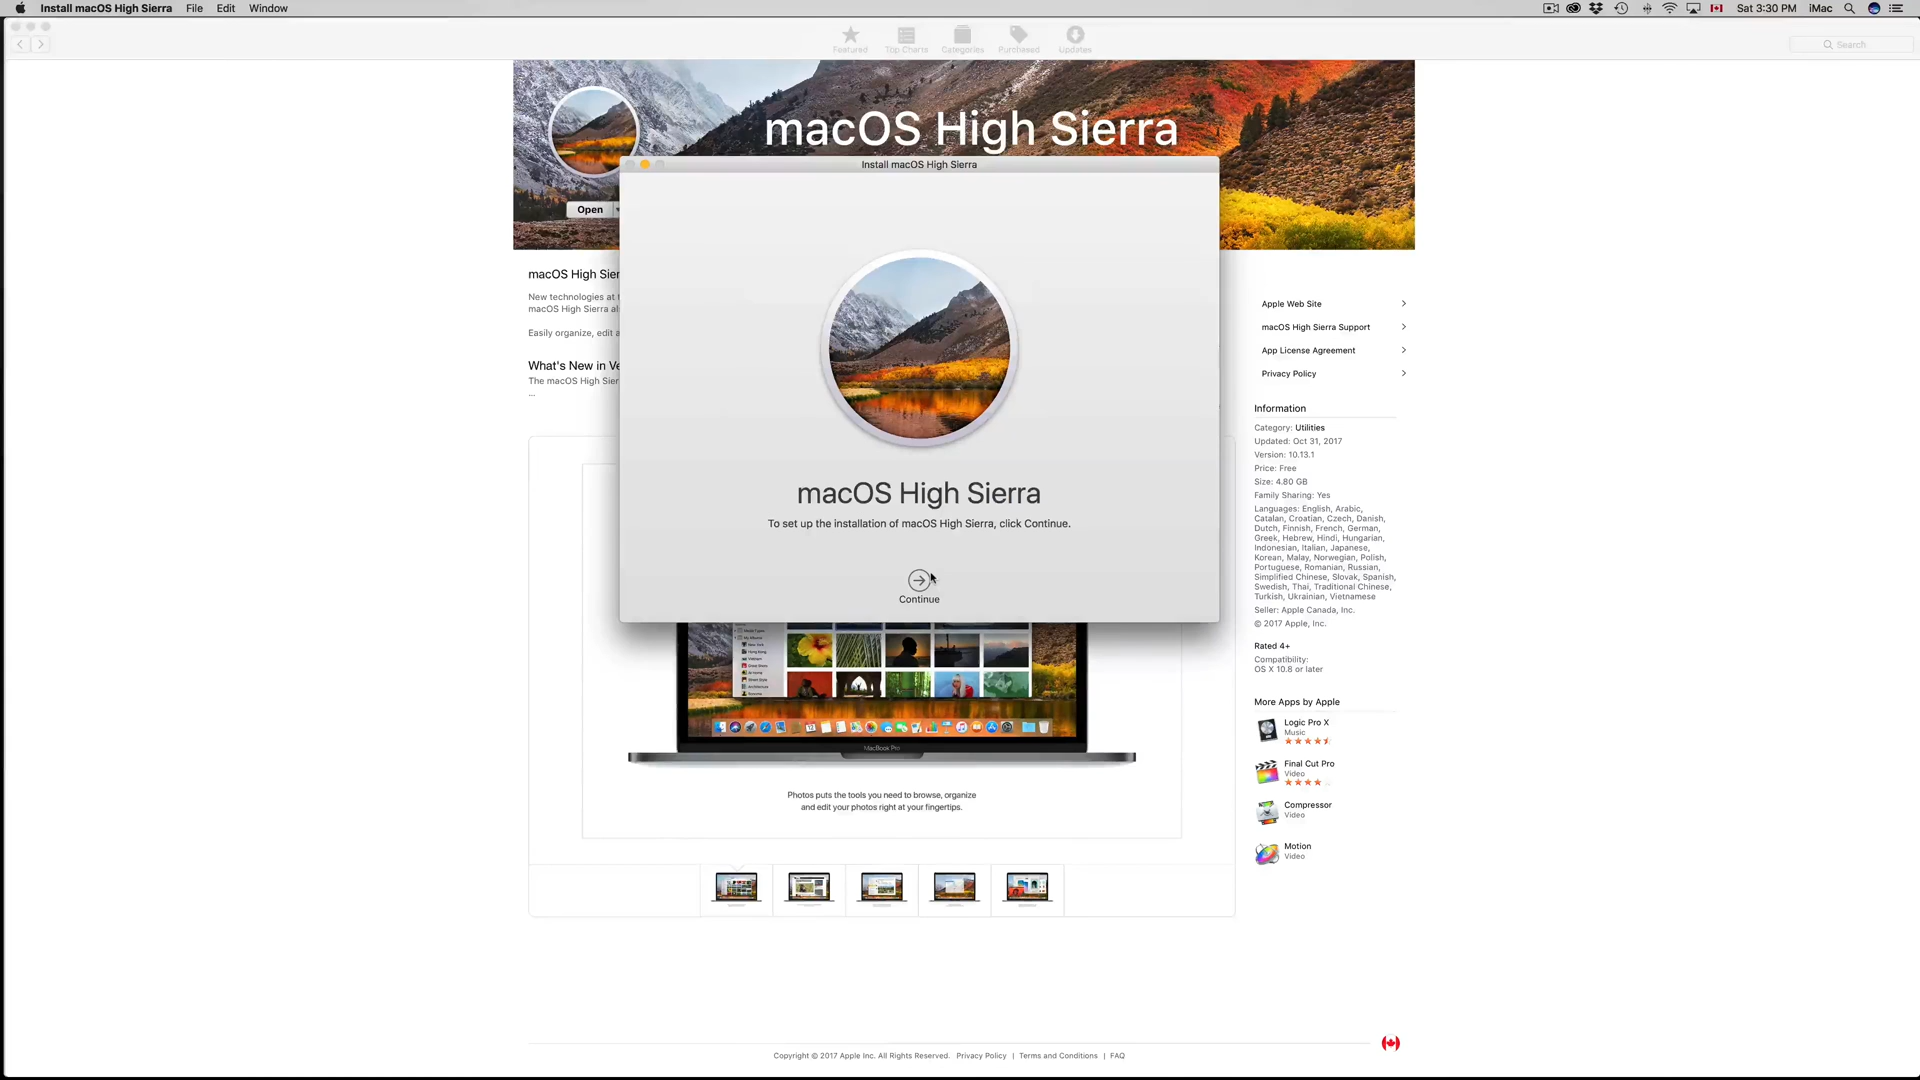 Install macOS High Sierra File Edit Window
Sat 3:30 PM iMac
Featured Top Charts Categories Purchased Updates
Search
macOS High Sierra
Open
Install macOS High Sierra
macOS High Sierra
To set up the installation of macOS High Sierra, click Continue.
Continue
macOS High Sier
New technologies at
macOS High Sierra al
Easily organize, edit a
What's New in Ve
The macOS High Sier
...
MacBook Pro
Photos puts the tools you need to browse, organize
and edit your photos right at your fingertips.
Apple Web Site
macOS High Sierra Support
App License Agreement
Privacy Policy
Information
Category: Utilities
Updated: Oct 31, 2017
Version: 10.13.1
Price: Free
Size: 4.80 GB
Family Sharing: Yes
Languages: English, Arabic,
Catalan, Croatian, Czech, Danish,
Dutch, Finnish, French, German,
Greek, Hebrew, Hindi, Hungarian,
Indonesian, Italian, Japanese,
Korean, Malay, Norwegian, Polish,
Portuguese, Romanian, Russian,
Simplified Chinese, Slovak, Spanish,
Swedish, Thai, Traditional Chinese,
Turkish, Ukrainian, Vietnamese
Seller: Apple Canada, Inc.
© 2017 Apple, Inc.
Rated 4+
Compatibility:
OS X 10.8 or later
More Apps by Apple
Logic Pro X
Music
Final Cut Pro
Video
Compressor
Video
Motion
Video
Copyright © 2017 Apple Inc. All Rights Reserved. Privacy Policy | Terms and Conditions | FAQ